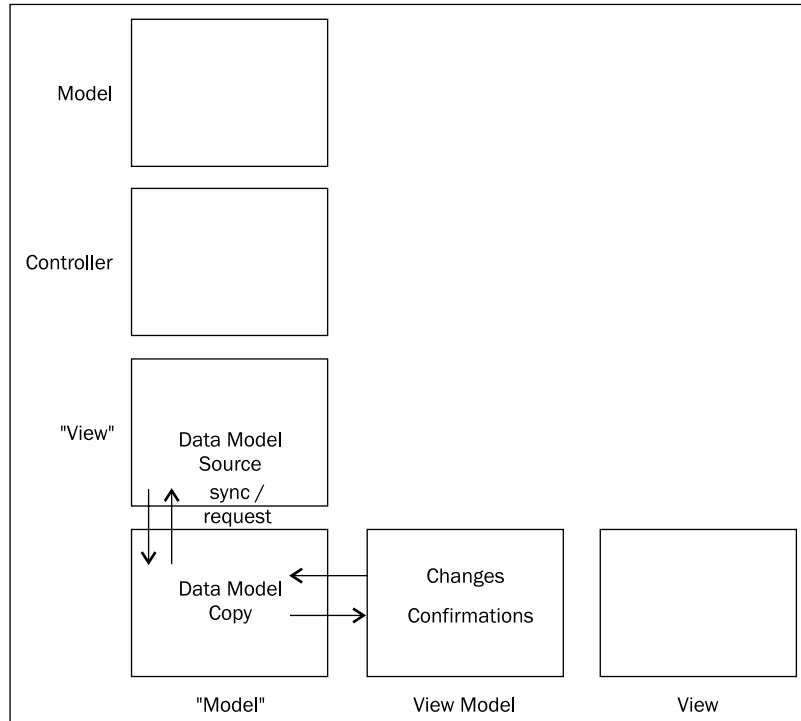 Model
Controller
"View"
Data Model
Source
sync /
request
Data Model
Copy
Changes
Confirmations
"Model"
View Model
View